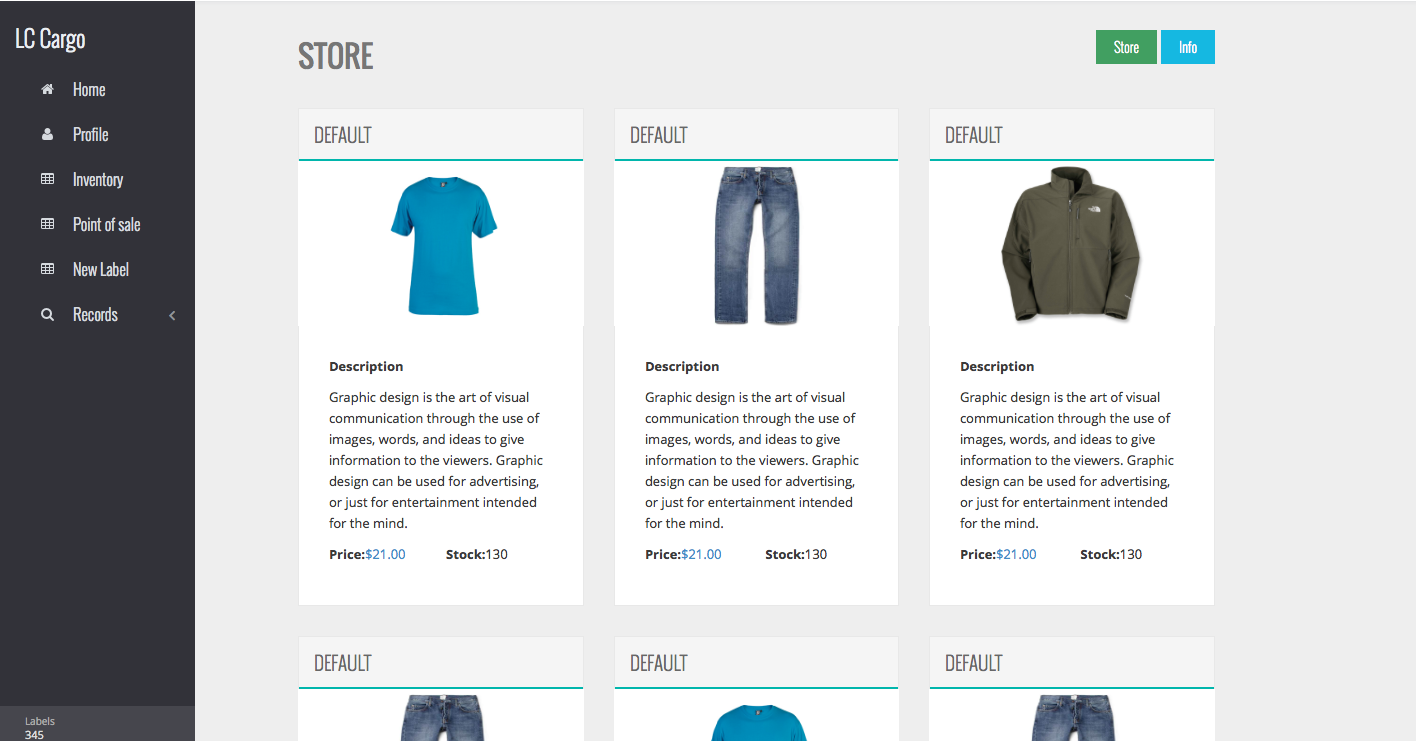 LC Cargo
Home
Profile
Inventory
Point of sale
New Label
Records
Labels
345
STORE
Store
Info
DEFAULT
Description
Graphic design is the art of visual
communication through the use of
images, words, and ideas to give
information to the viewers. Graphic
design can be used for advertising,
or just for entertainment intended
for the mind.
Price:$21.00 Stock:130
DEFAULT
Description
Graphic design is the art of visual
communication through the use of
images, words, and ideas to give
information to the viewers. Graphic
design can be used for advertising,
or just for entertainment intended
for the mind.
Price:$21.00 Stock:130
DEFAULT
Description
Graphic design is the art of visual
communication through the use of
images, words, and ideas to give
information to the viewers. Graphic
design can be used for advertising,
or just for entertainment intended
for the mind.
Price:$21.00 Stock:130
DEFAULT
DEFAULT
DEFAULT